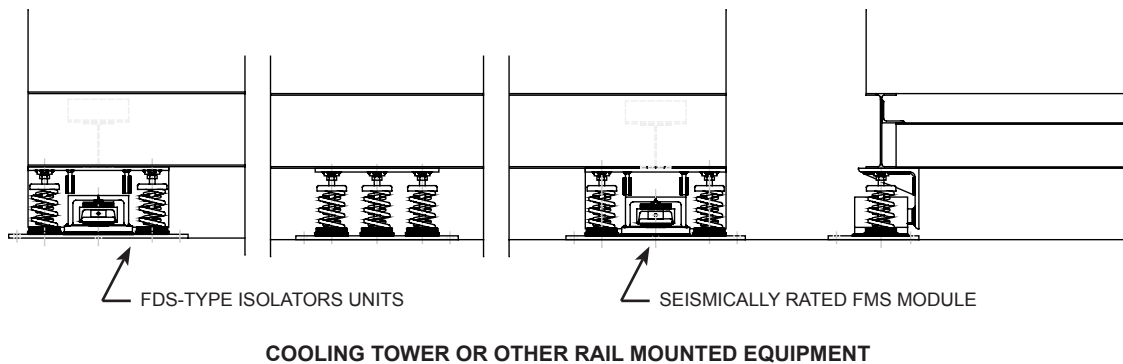 FDS-TYPE ISOLATORS UNITS
SEISMICALLY RATED FMS MODULE
COOLING TOWER OR OTHER RAIL MOUNTED EQUIPMENT